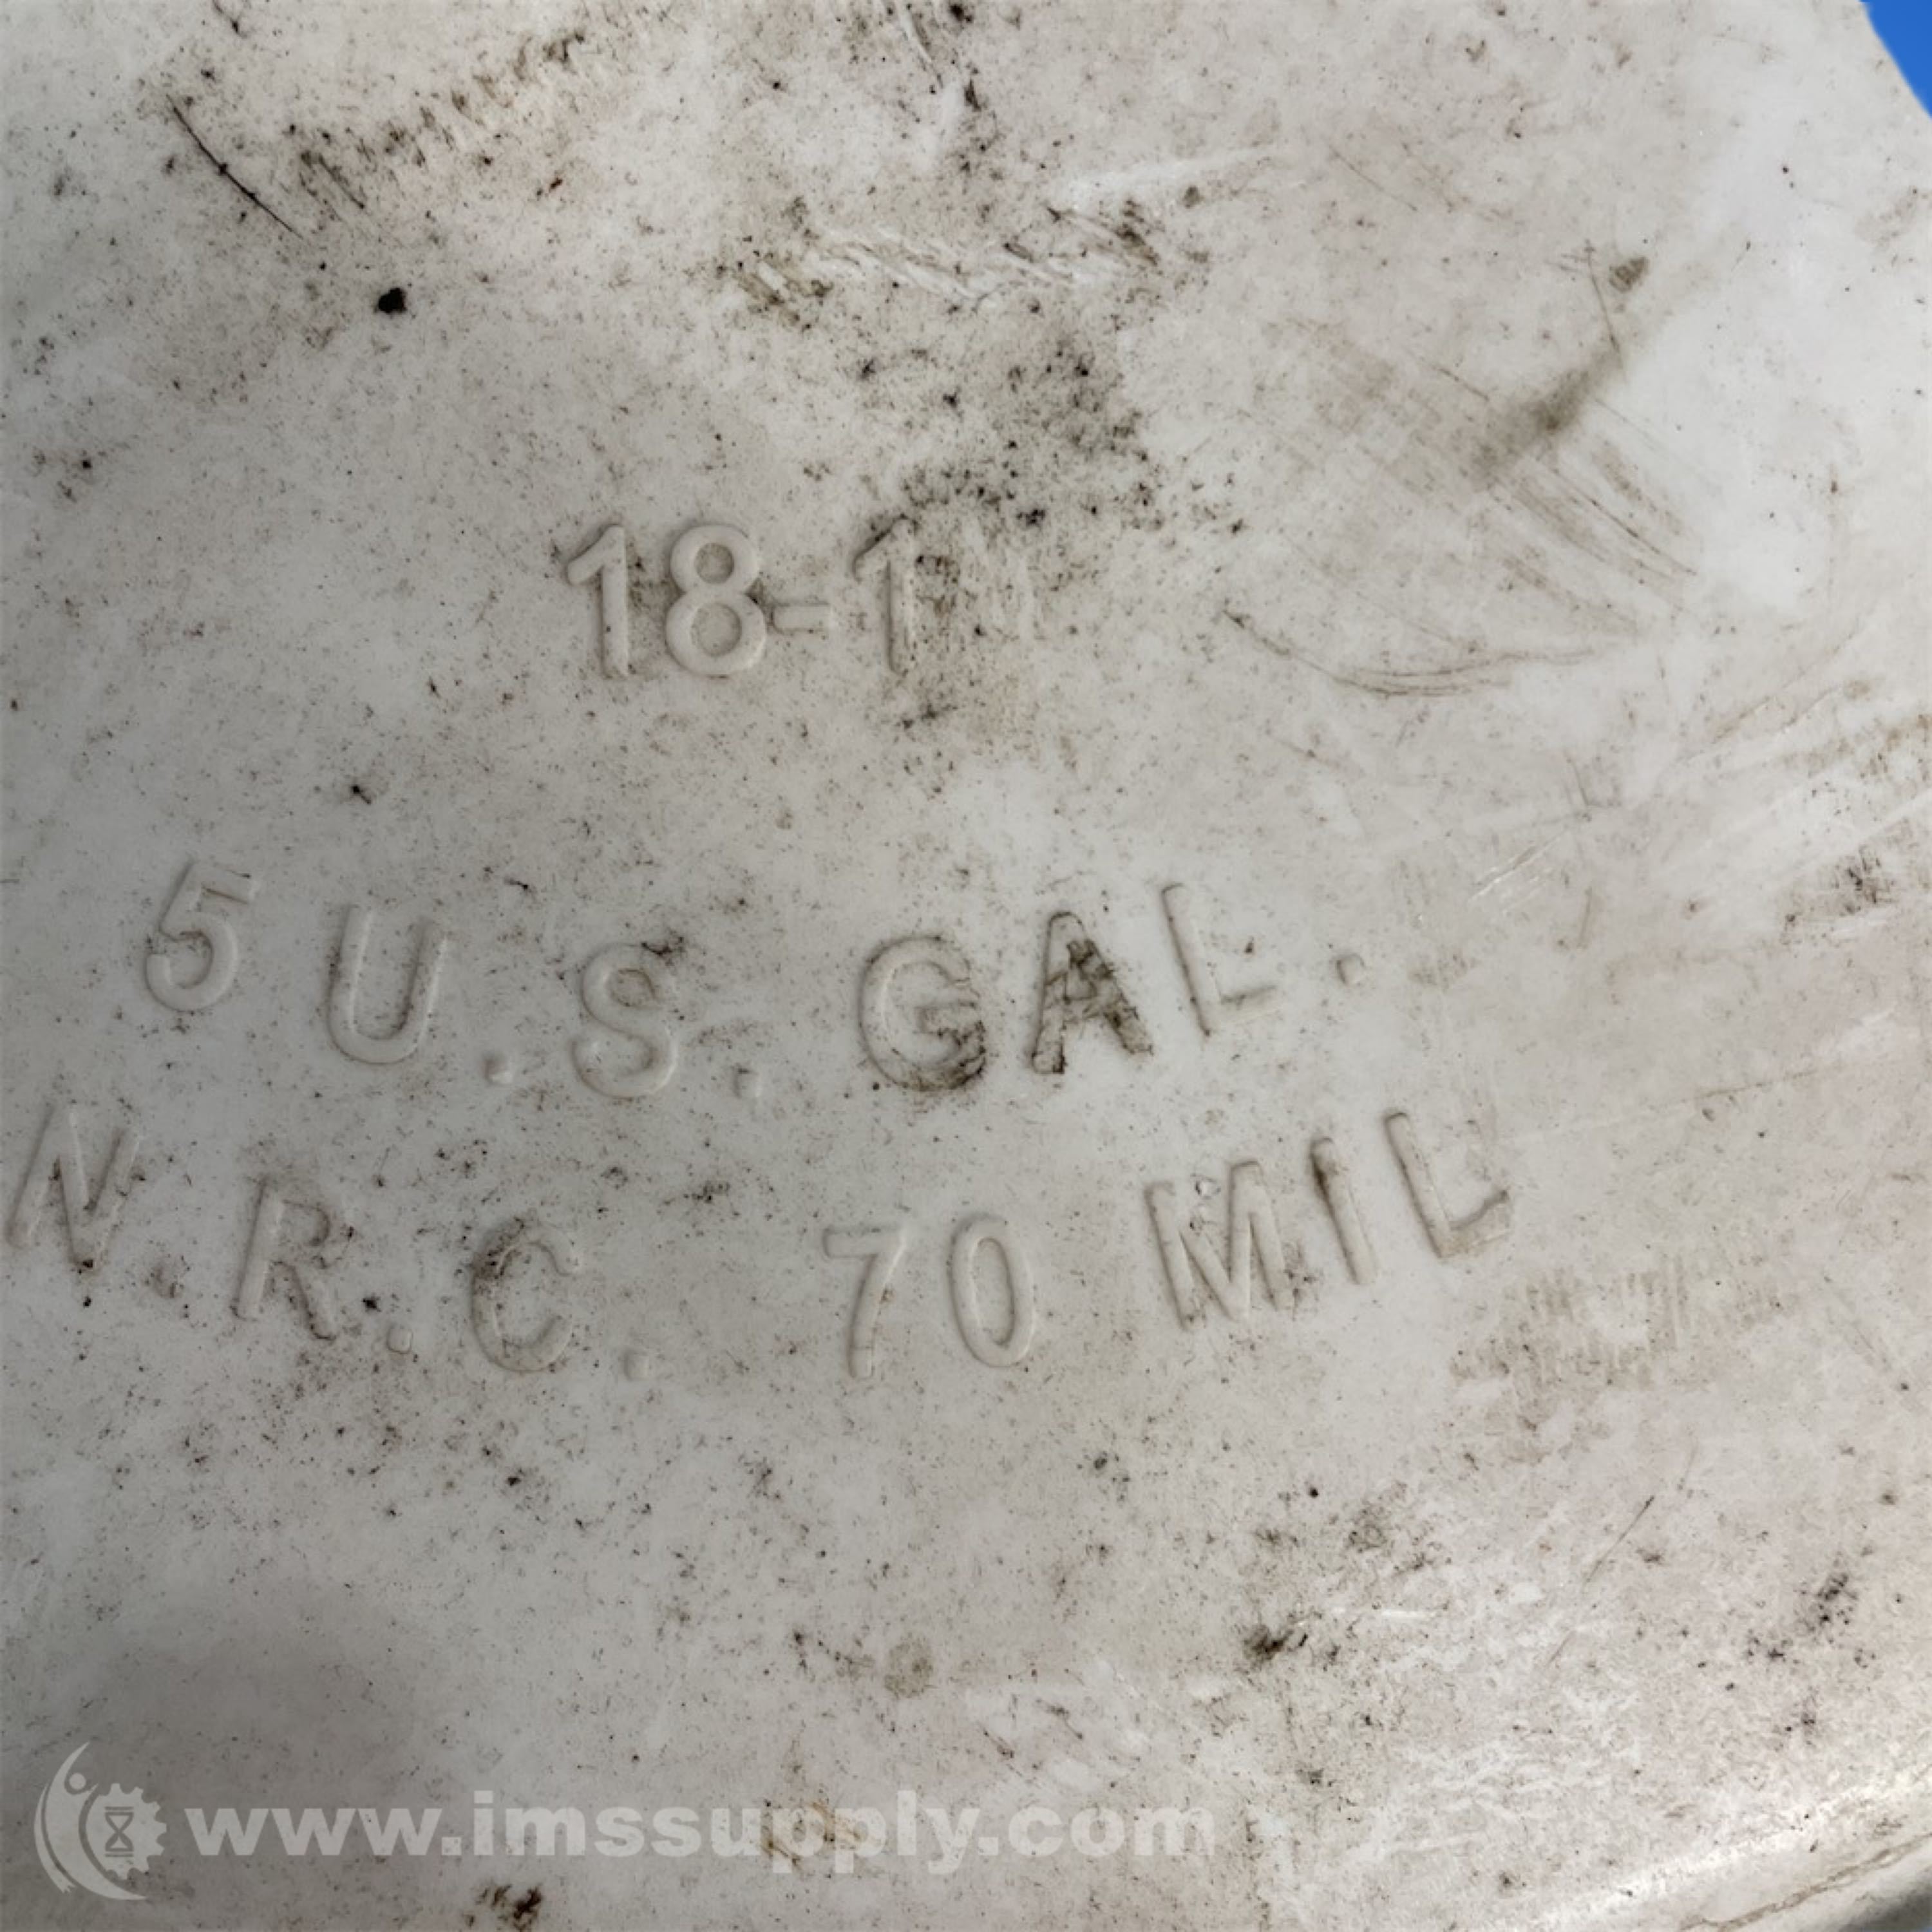 18-1
5 U.S. GAL.
N.R.C. 70 MIL
www.imssupply.com